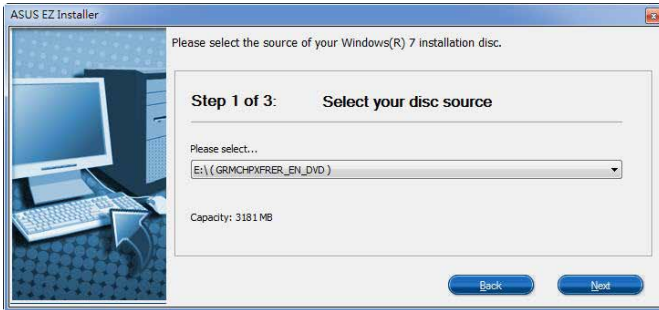 ASUS EZ Installer
Please select the source of your Windows(R) 7 installation disc.
Step 1 of 3: Select your disc source
Please select...
E:\ ( GRMCHPXFRER_EN_DVD )
Capacity: 3181 MB
Back Next